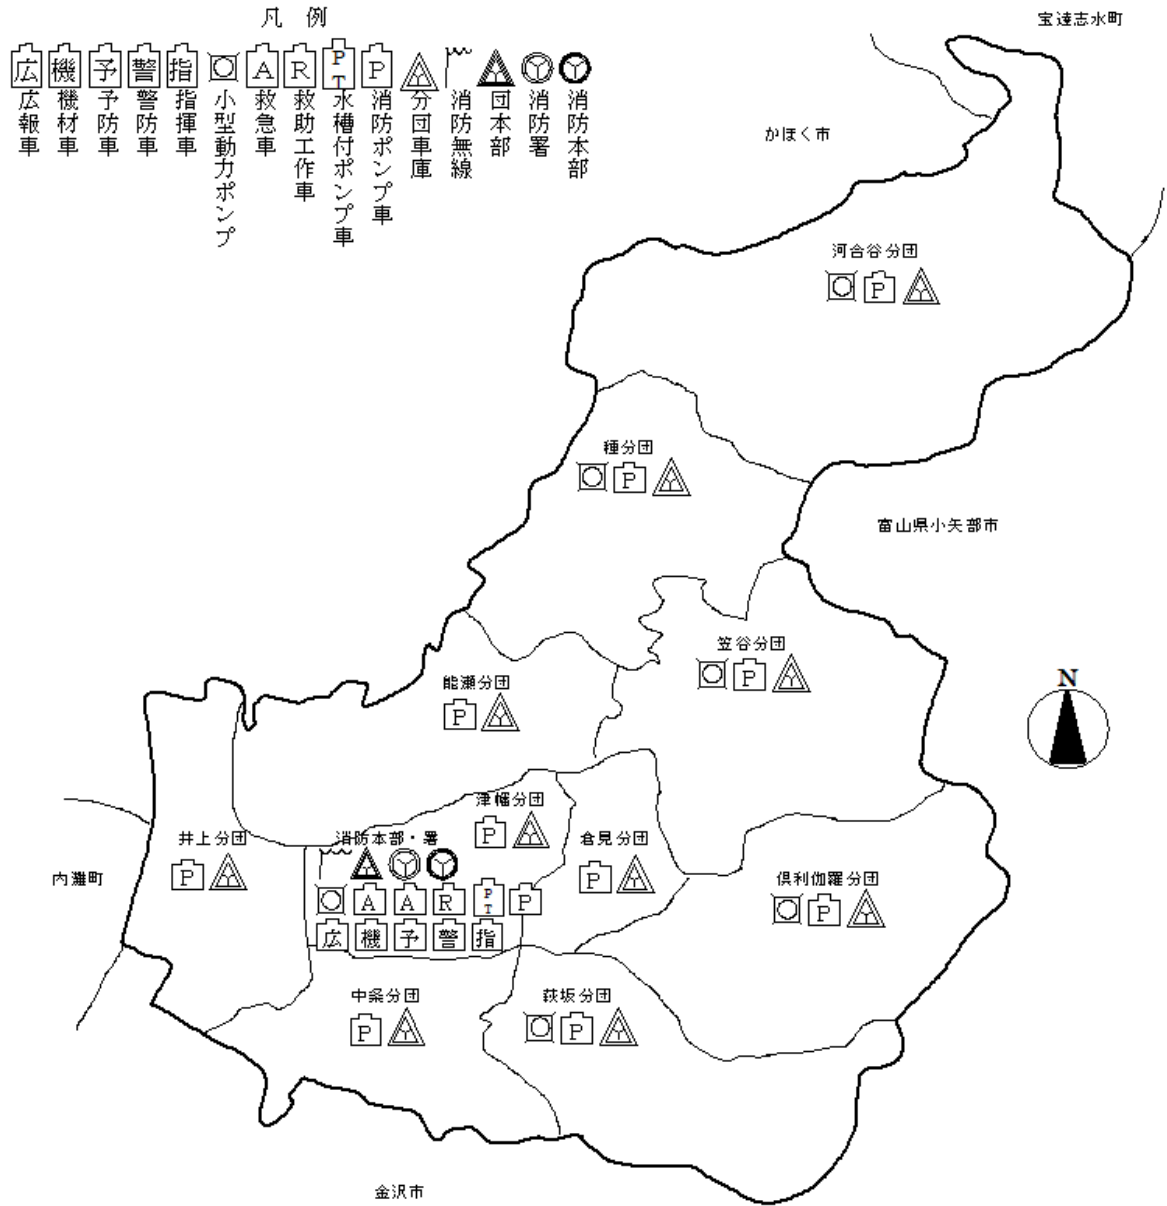 凡 例
広 機 予 警 指 A R PT P
広報車
機材車
予防車
警防車
指揮車
小型動力ポンプ
救急車
救助工作車
水槽付ポンプ車
消防ポンプ車
分団車庫
消防無線
団本部
消防署
消防本部
宝達志水町
かほく市
河合谷分団
P
種分団
P
富山県小矢部市
笠谷分団
P
能瀬分団
P
N
津幡分団
P
消防本部・署
A A R PT P
広 機 予 警 指
井上分団
P
倉見分団
P
内灘町
倶利伽羅分団
P
中条分団
P
萩坂分団
P
金沢市